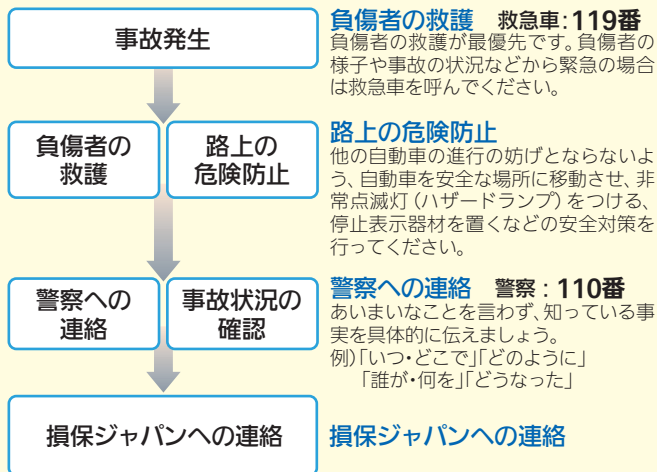 事故発生
負傷者の
救護
路上の
危険防止
警察への
連絡
事故状況の
確認
損保ジャパンへの連絡
負傷者の救護 救急車:119番
負傷者の救護が最優先です。負傷者の
様子や事故の状況などから緊急の場合
は救急車を呼んでください。
路上の危険防止
他の自動車の進行の妨げとならないよ
う、自動車を安全な場所に移動させ、非
常点滅灯(ハザードランプ)をつける、
停止表示器材を置くなどの安全対策を
行ってください。
警察への連絡 警察:110番
あいまいなことを言わず、知っている事
実を具体的に伝えましょう。
例)「いつ・どこで」「どのように」
「誰が・何を」「どうなった」
損保ジャパンへの連絡